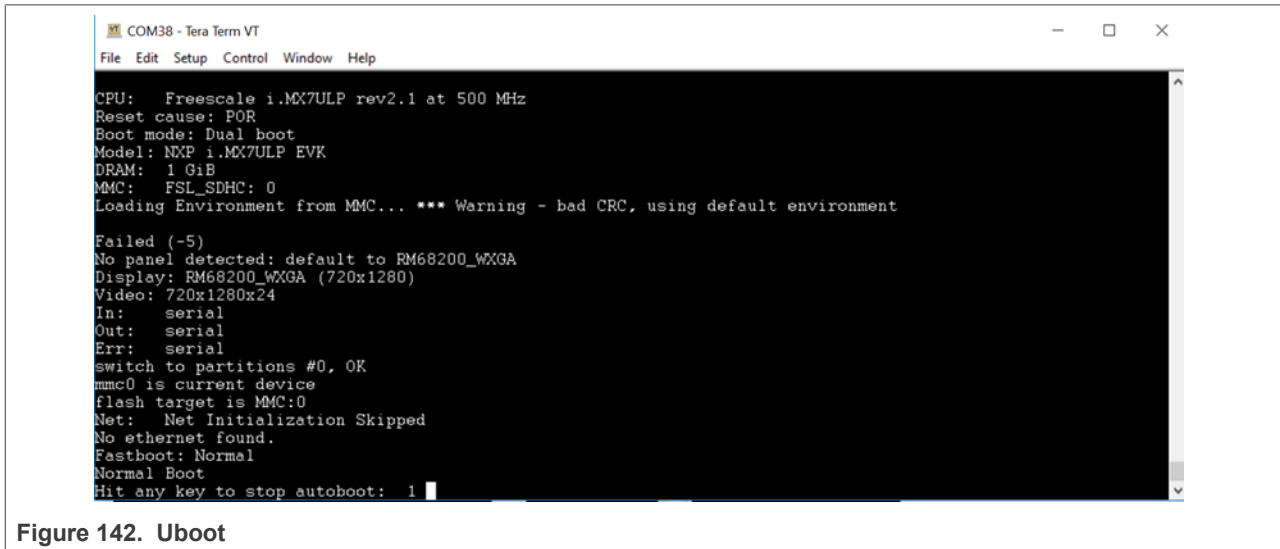 COM38 - Tera Term VT
File Edit Setup Control Window Help
CPU:   Freescale i.MX7ULP rev2.1 at 500 MHz
Reset cause: POR
Boot mode: Dual boot
Model: NXP i.MX7ULP EVK
DRAM:  1 GiB
MMC:   FSL_SDHC: 0
Loading Environment from MMC... *** Warning - bad CRC, using default environment
Failed (-5)
No panel detected: default to RM68200_WXGA
Display: RM68200_WXGA (720x1280)
Video: 720x1280x24
In:    serial
Out:   serial
Err:   serial
switch to partitions #0, OK
mmc0 is current device
flash target is MMC:0
Net:   Net Initialization Skipped
No ethernet found.
Fastboot: Normal
Normal Boot
Hit any key to stop autoboot:  1
Figure 142. Uboot